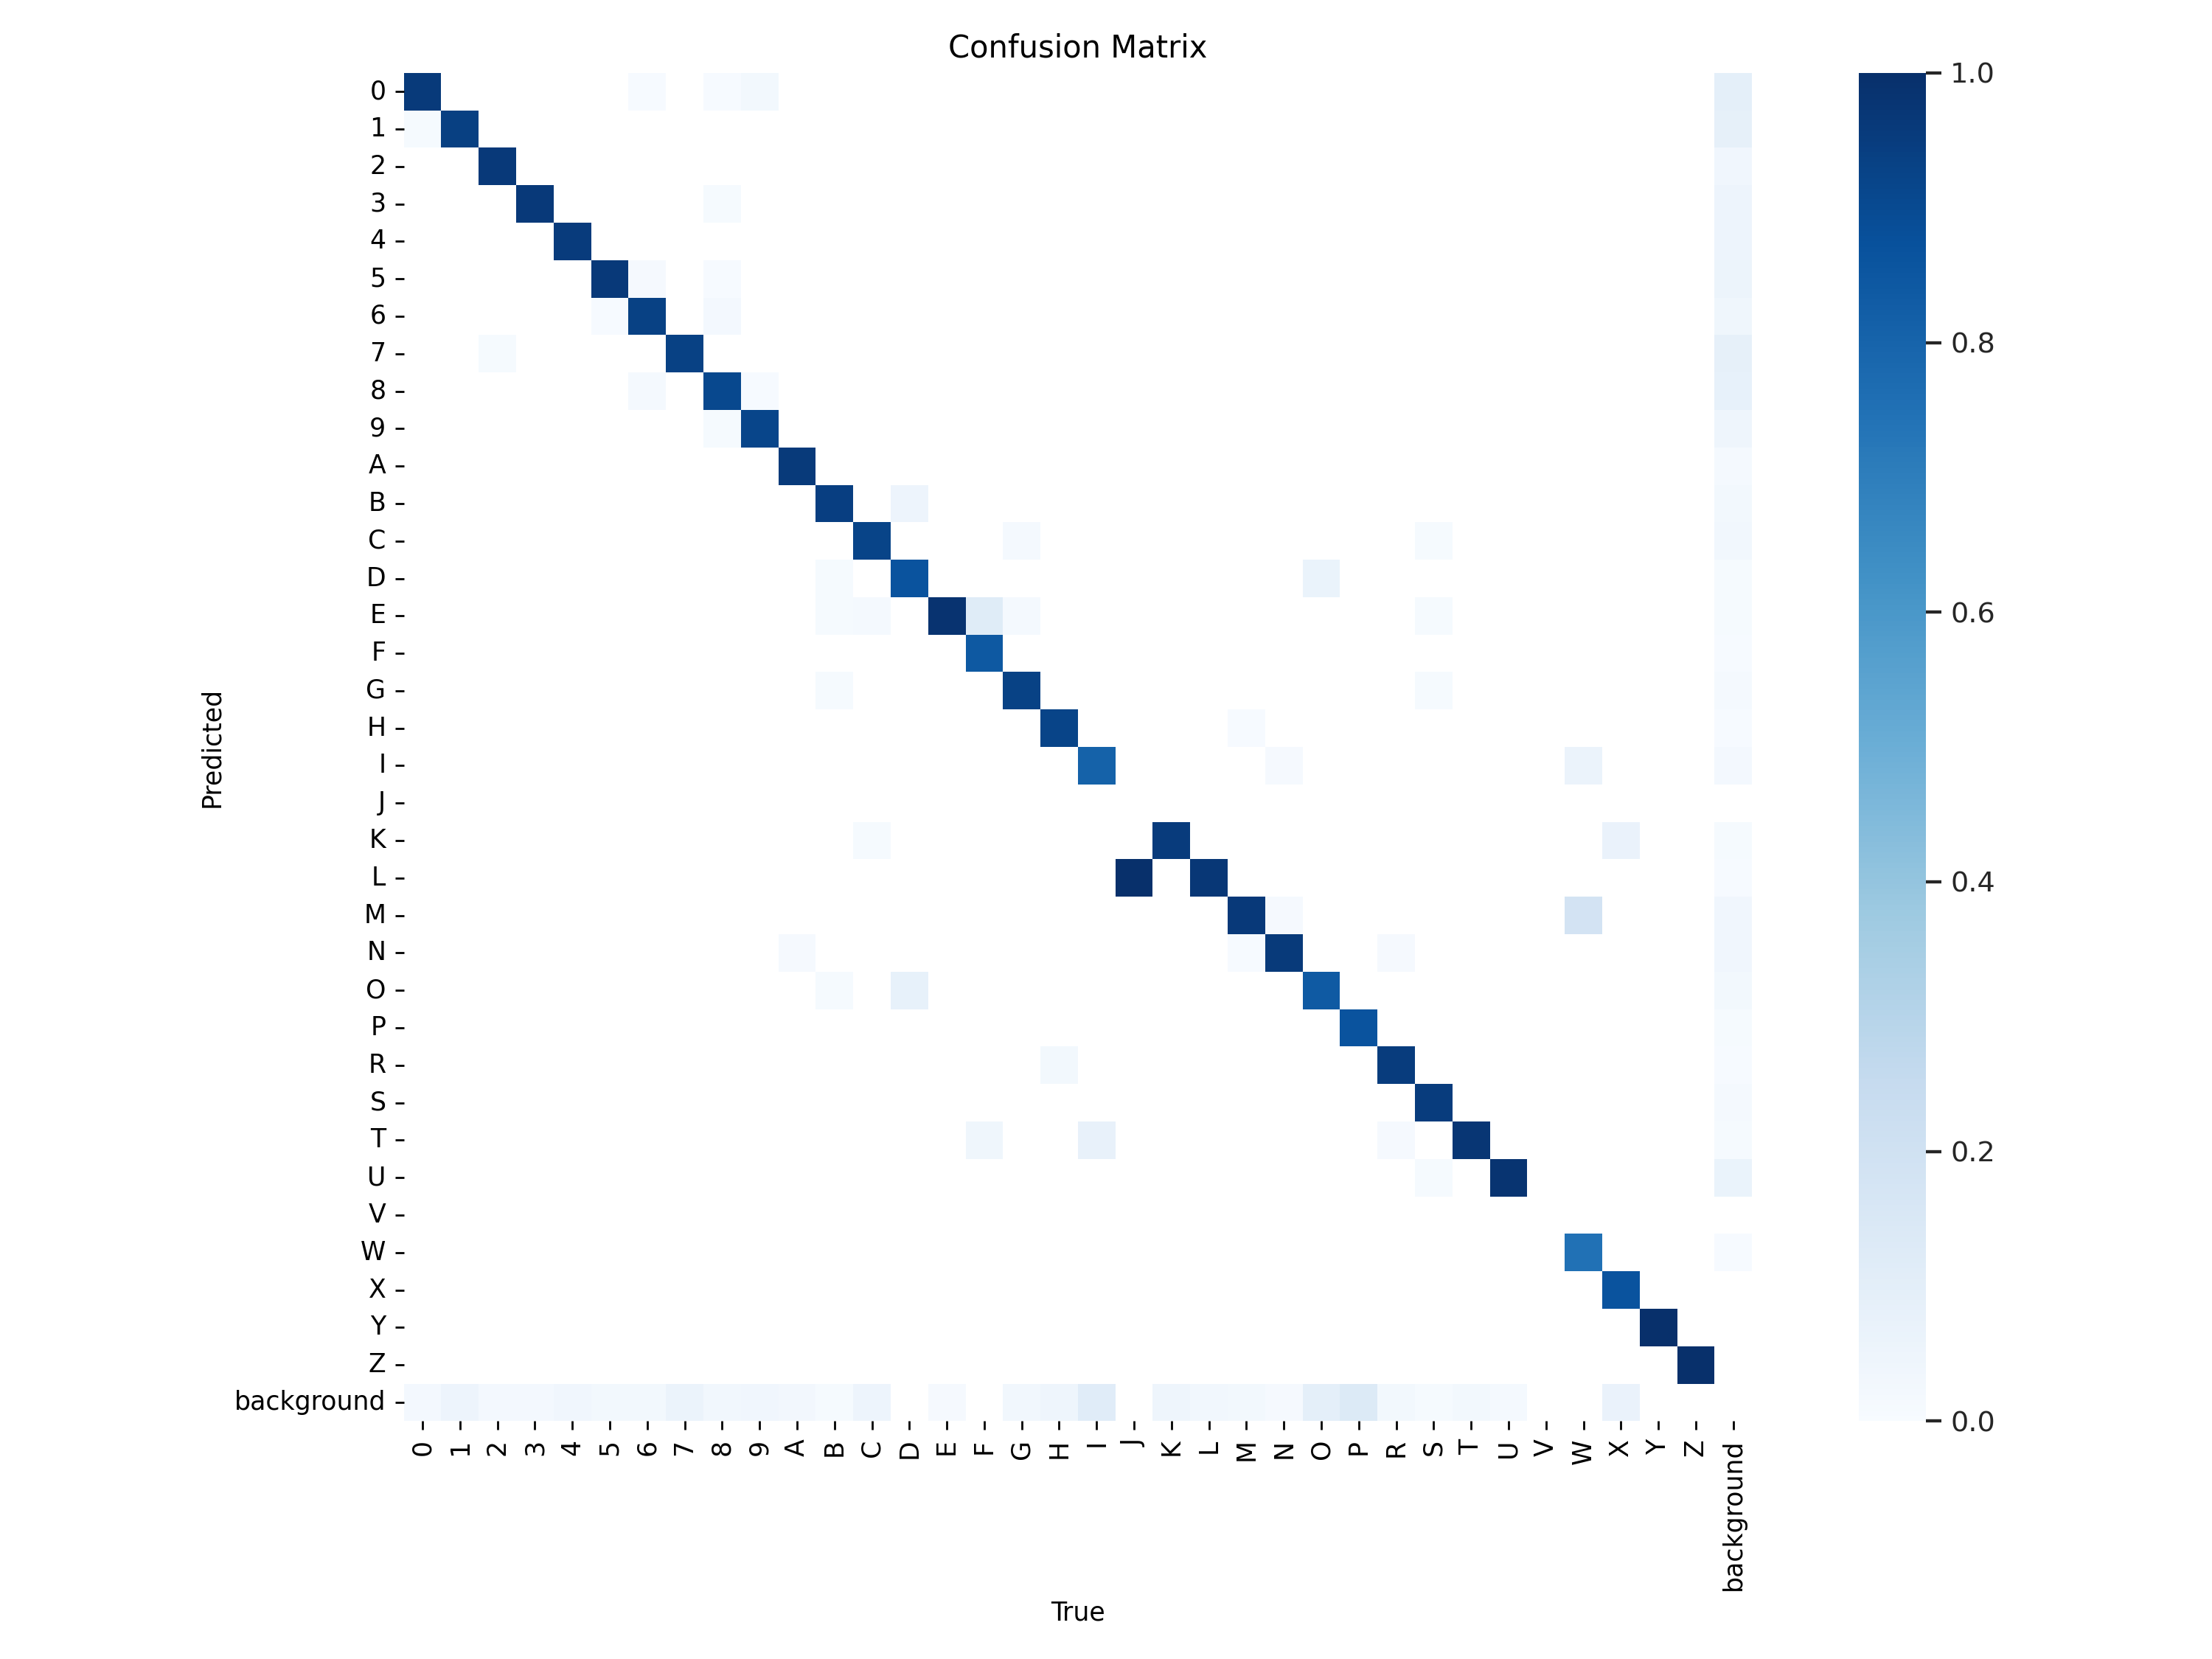 Confusion Matrix
Predicted
0
1
2
3
4
5
6
7
8
9
A
B
C
D
E
F
G
H
I
J
K
L
M
N
O
P
R
S
T
U
V
W
X
Y
Z
background
0 1 2 3 4 5 6 7 8 9 A B C D E F G H I J K L M N O P R S T U V W X Y Z background
True
1.0
0.8
0.6
0.4
0.2
0.0